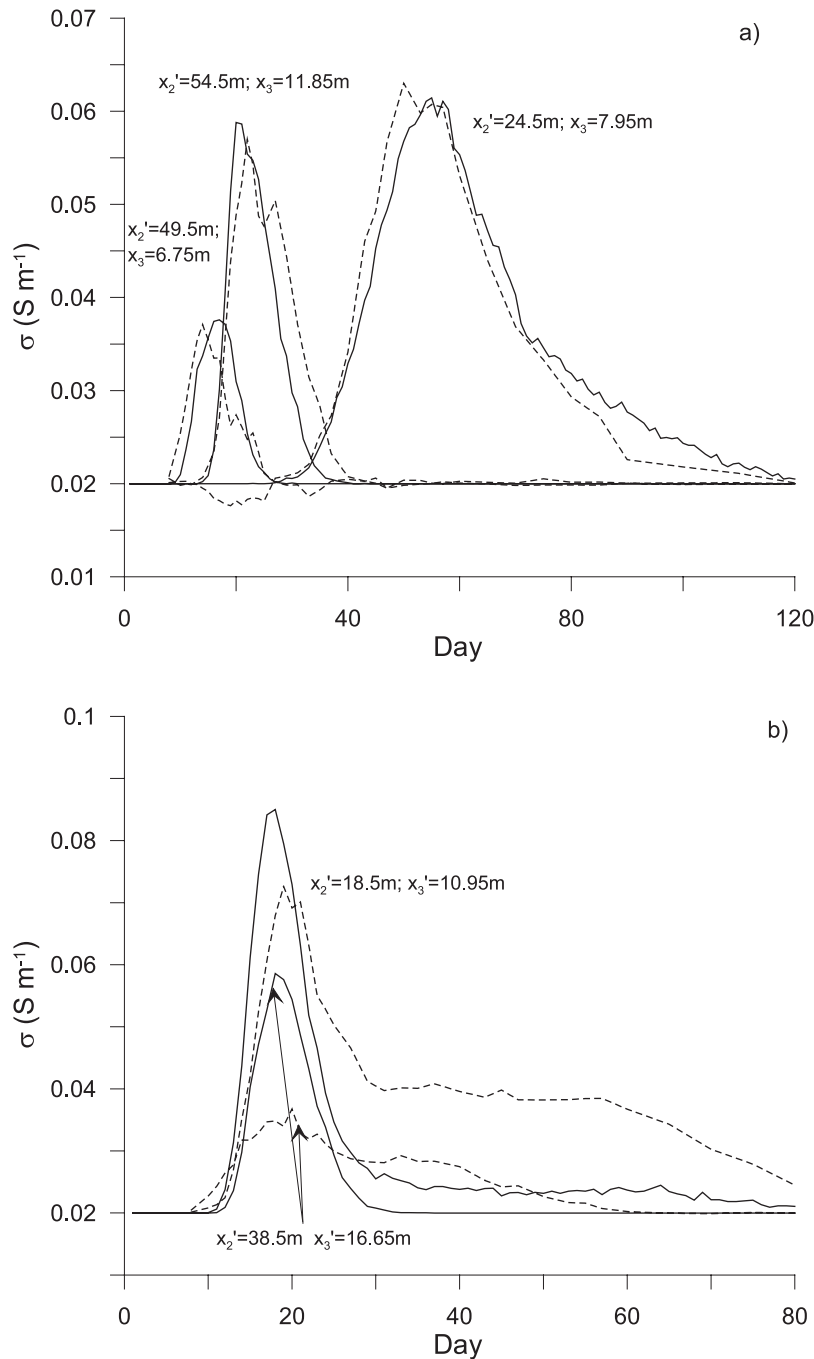 a)
0.07
0.06
0.05
0.04
0.03
0.02
0.01
σ (S m⁻¹)
x₂'=54.5m; x₃=11.85m
x₂'=24.5m; x₃=7.95m
x₂'=49.5m;
x₃=6.75m
0 40 80 120
Day
b)
0.1
0.08
0.06
0.04
0.02
σ (S m⁻¹)
x₂'=18.5m; x₃'=10.95m
x₂'=38.5m x₃'=16.65m
0 20 40 60 80
Day